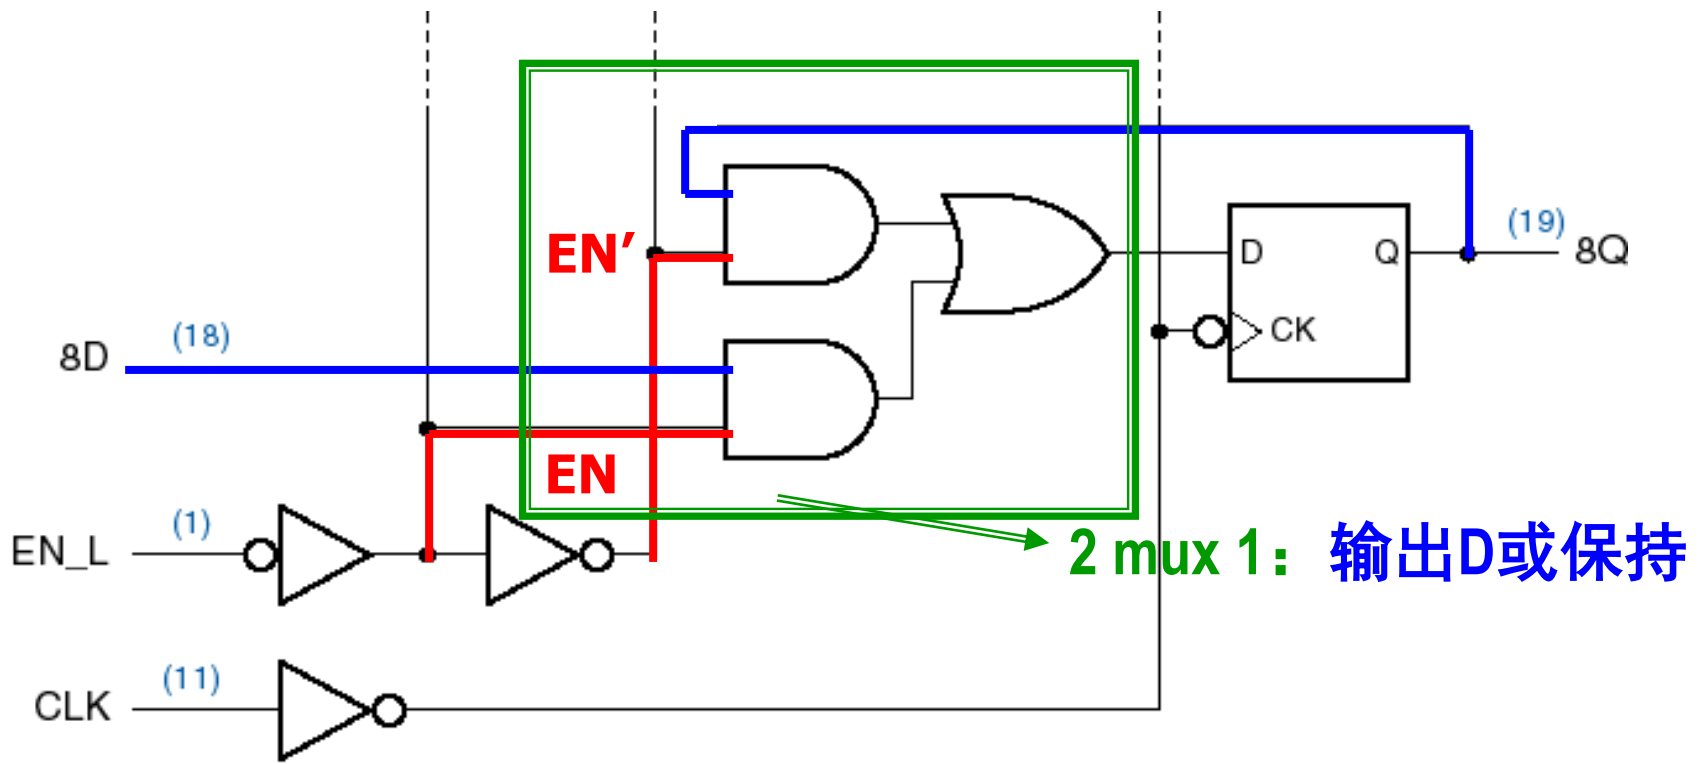 EN′
(19)
8Q
D
Q
(18)
8D
CK
EN
(1)
EN_L
2 mux 1：输出D或保持
(11)
CLK